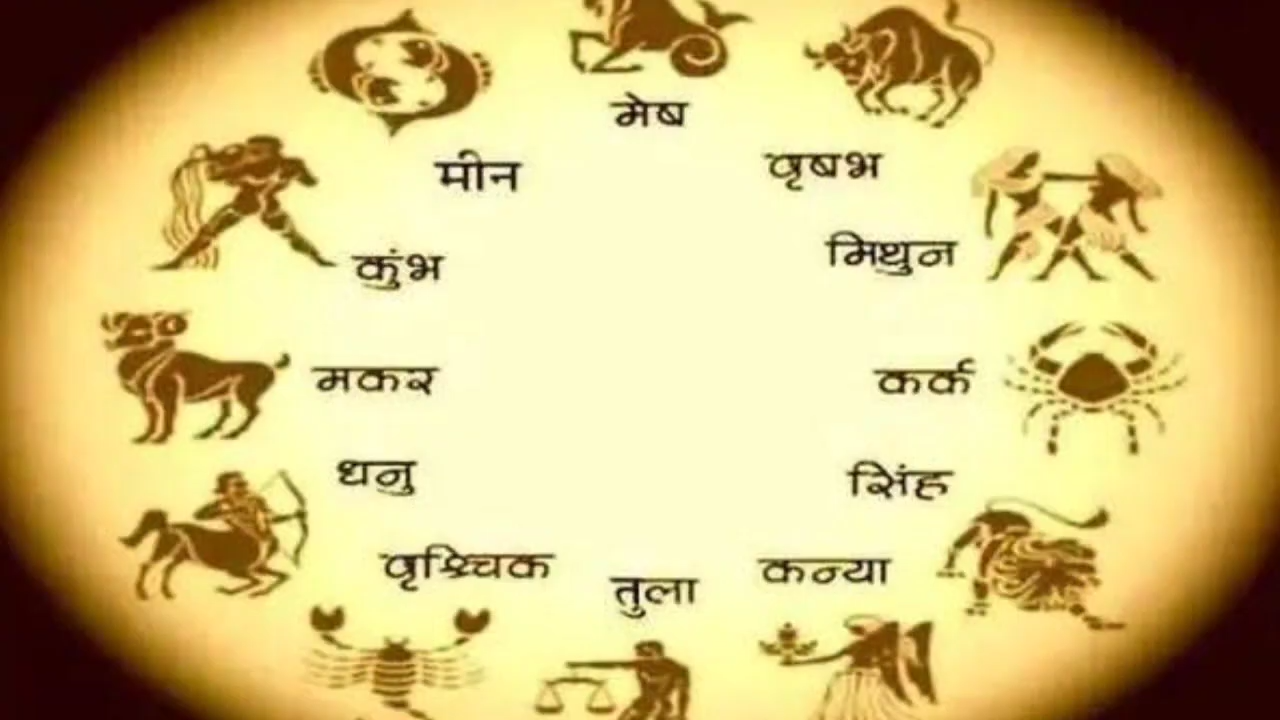 मेष
वृषभ
मिथुन
कर्क
सिंह
कन्या
तुला
वृश्चिक
धनु
मकर
कुंभ
मीन